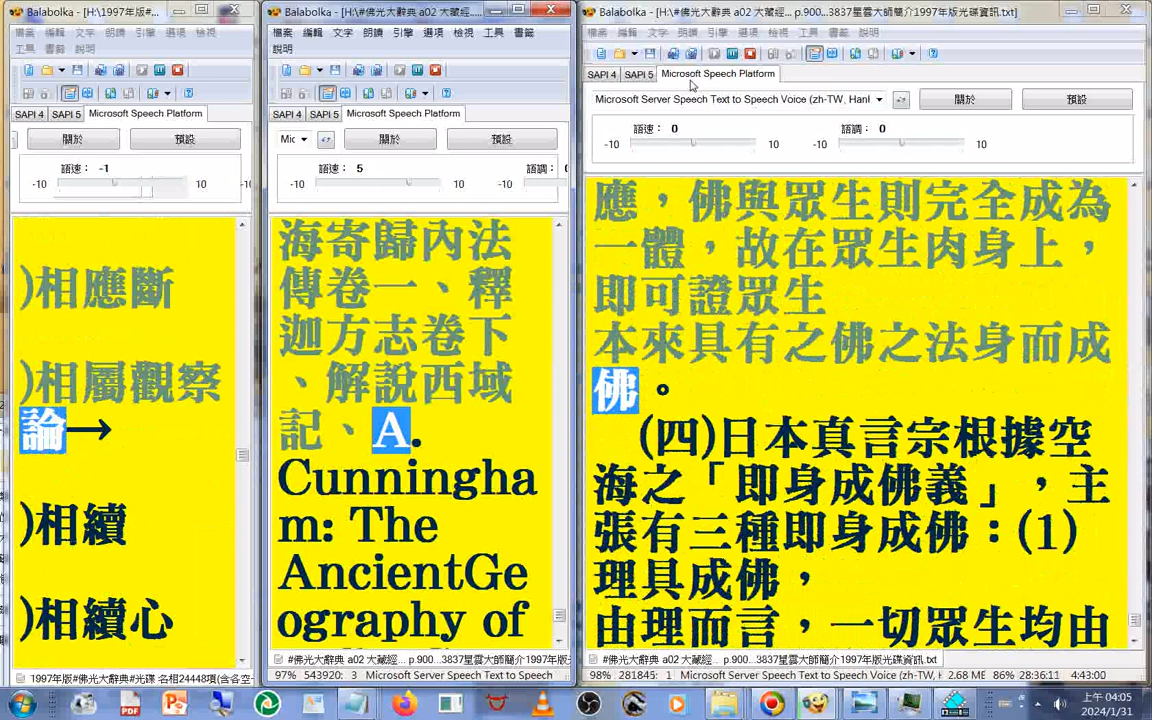 Balabolka - [H:\1997年版#...
檔案 編輯 文字 朗讀 引擎 選項 檢視
工具 書籤 說明
SAPI 4 SAPI 5 Microsoft Speech Platform
關於 預設
語速： -1
-10 10
)相應斷
)相屬觀察
論→
)相續
)相續心
1997年版#佛光大辭典#光碟 名相24448項(含各空
Balabolka - [H:\#佛光大辭典 a02 大藏經...
檔案 編輯 文字 朗讀 引擎 選項 檢視 工具 書籤
說明
SAPI 4 SAPI 5 Microsoft Speech Platform
Mic 關於 預設
語速： 5 語調：
-10 10 -10
海寄歸內法
傳卷一、釋
迦方志卷下
、解說西域
記、A.
Cunningha
m: The
AncientGe
ography of
#佛光大辭典 a02 大藏經... p.900...3837星雲大師簡介1997年版光
97% 543920: 3 Microsoft Server Speech Text to Speech
Balabolka - [H:\#佛光大辭典 a02 大藏經... p.900...3837星雲大師簡介1997年版光碟資訊.txt]
檔案 編輯 文字 朗讀 引擎 選項 檢視 工具 書籤 說明
SAPI 4 SAPI 5 Microsoft Speech Platform
Microsoft Server Speech Text to Speech Voice (zh-TW, Hanl 關於 預設
語速： 0 語調： 0
-10 10 -10 10
應，佛與眾生則完全成為
一體，故在眾生肉身上，
即可證眾生
本來具有之佛之法身而成
佛。
(四)日本真言宗根據空
海之「即身成佛義」，主
張有三種即身成佛：(1)
理具成佛，
由理而言，一切眾生均由
#佛光大辭典 a02 大藏經... p.900...3837星雲大師簡介1997年版光碟資訊.txt
98% 281845: 1 Microsoft Server Speech Text to Speech Voice (zh-TW, H 2.68 ME 86% 28:36:11 4:43:00
上午 04:05
2024/1/31